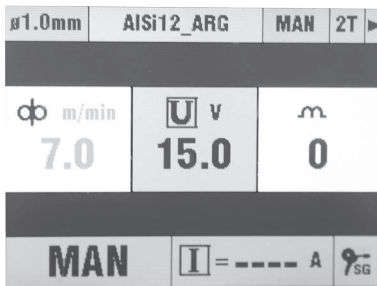 ø1.0mm AlSi12_ARG MAN 2T
m/min U V
7.0 15.0 0
MAN I = ---- A SG